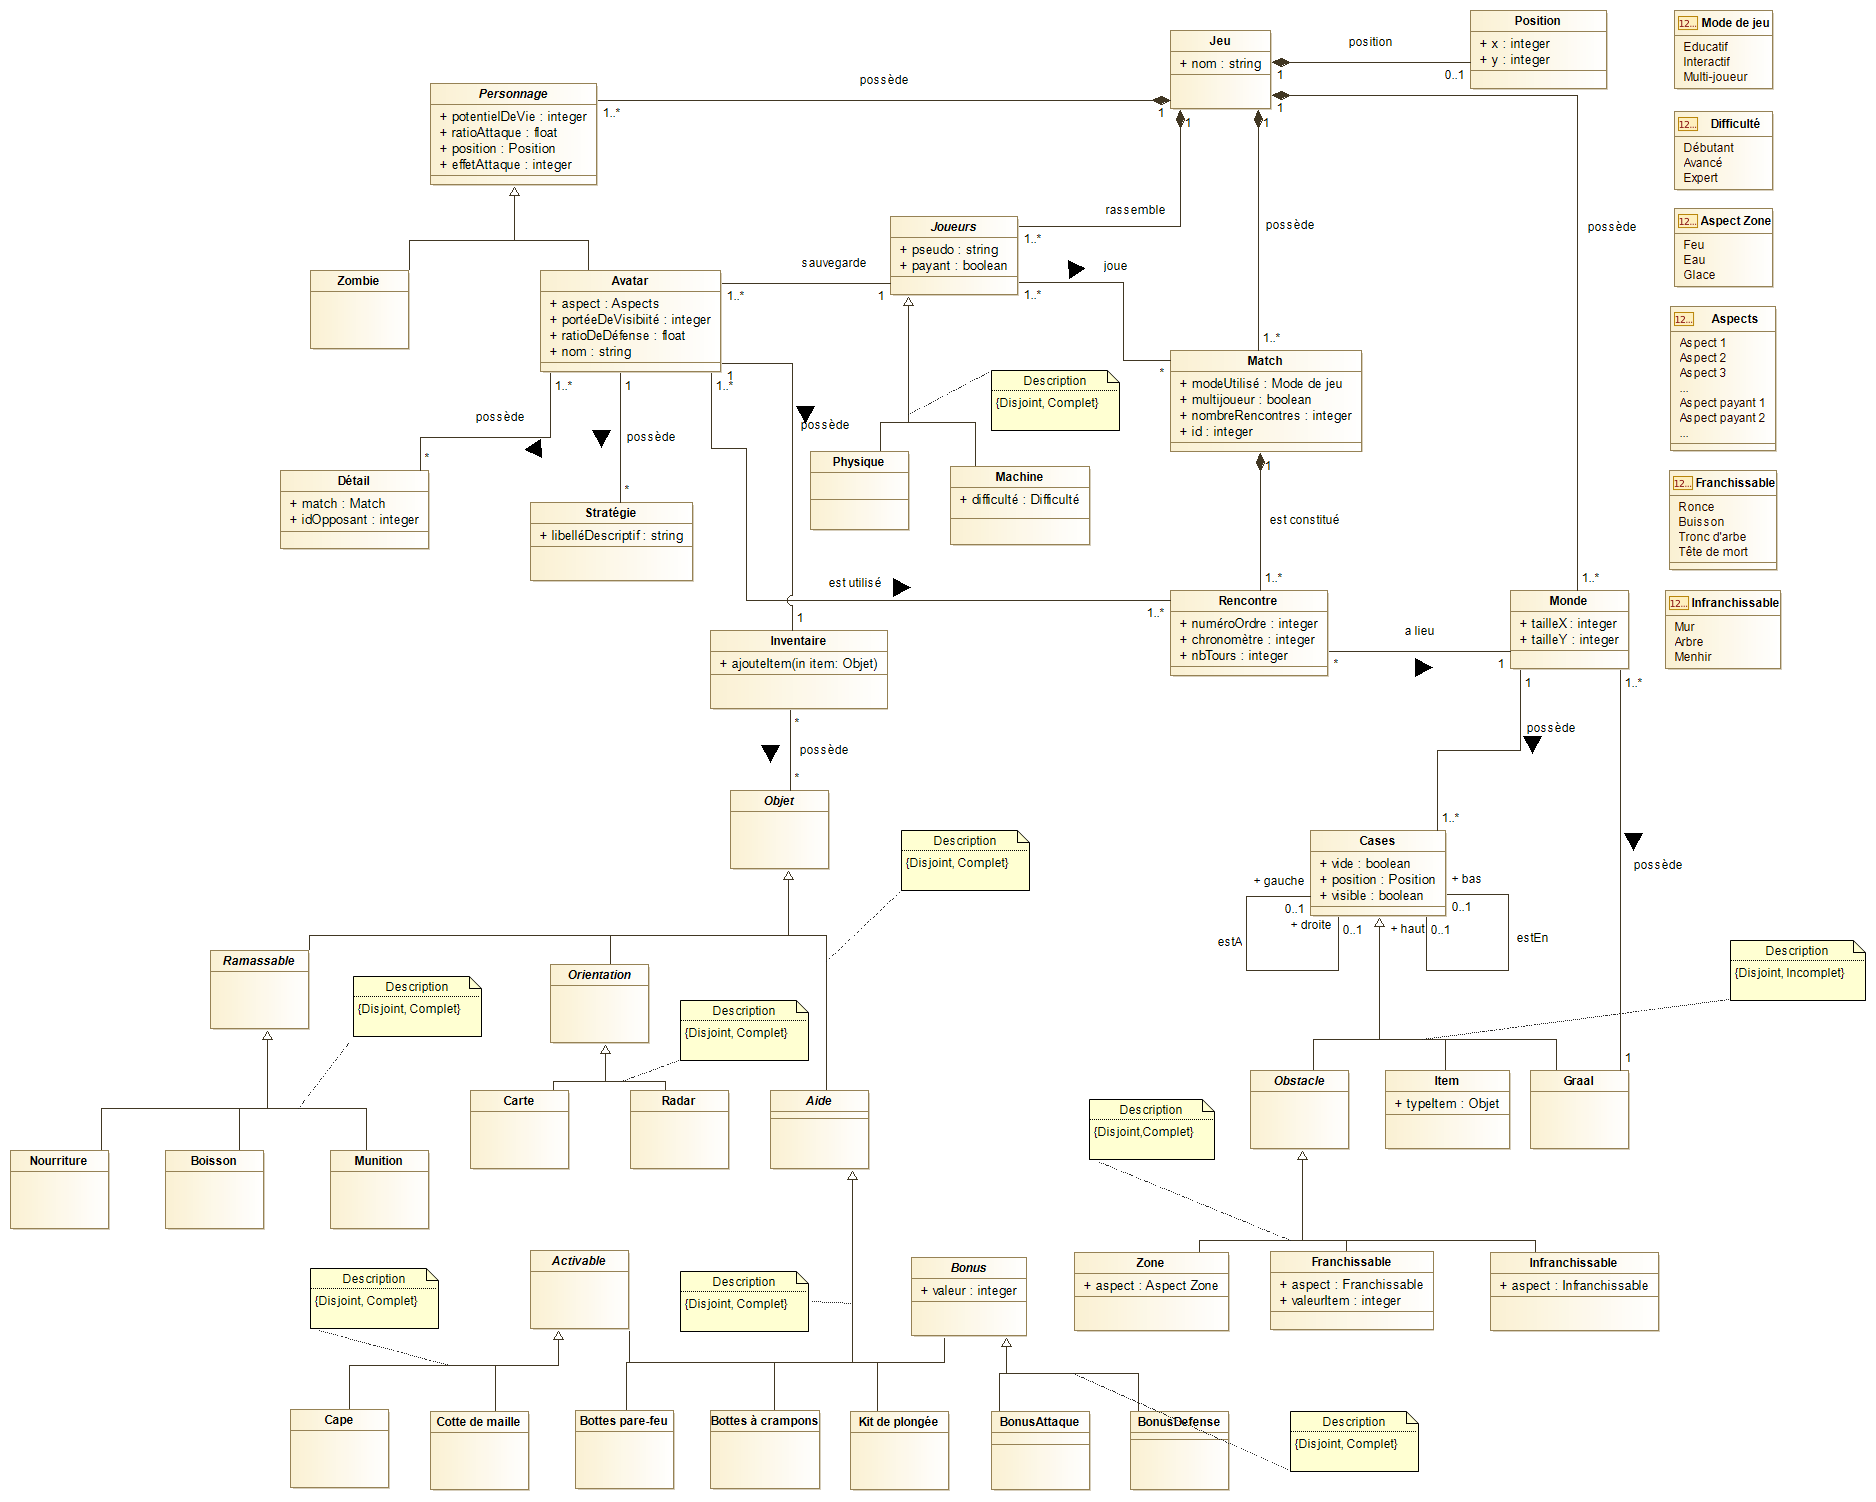 Jeu
+ nom : string
position
1
0..1
Position
+ x : integer
+ y : integer
12... Mode de jeu
Educatif
Interactif
Multi-joueur
12... Difficulté
Débutant
Avancé
Expert
12... Aspect Zone
Feu
Eau
Glace
12... Aspects
Aspect 1
Aspect 2
Aspect 3
...
Aspect payant 1
Aspect payant 2
...
12... Franchissable
Ronce
Buisson
Tronc d'arbe
Tête de mort
12... Infranchissable
Mur
Arbre
Menhir
Personnage
+ potentielDeVie : integer
+ ratioAttaque : float
+ position : Position
+ effetAttaque : integer
possède
1..*
1
1
1
1
rassemble
1..*
possède
1..*
possède
1..*
Joueurs
+ pseudo : string
+ payant : boolean
sauvegarde
1..*
1
joue
1..*
*
Zombie
Avatar
+ aspect : Aspects
+ portéeDeVisibiité : integer
+ ratioDeDéfense : float
+ nom : string
1..*
1
1..*
1
possède
*
possède
*
possède
1
Détail
+ match : Match
+ idOpposant : integer
Stratégie
+ libelléDescriptif : string
Description
{Disjoint, Complet}
Physique
Machine
+ difficulté : Difficulté
Match
+ modeUtilisé : Mode de jeu
+ multijoueur : boolean
+ nombreRencontres : integer
+ id : integer
1
est constitué
1..*
est utilisé
1..*
Rencontre
+ numéroOrdre : integer
+ chronomètre : integer
+ nbTours : integer
a lieu
*
1
Monde
+ tailleX : integer
+ tailleY : integer
1
1..*
possède
1..*
possède
1
Inventaire
+ ajouteItem(in item: Objet)
*
possède
*
Objet
Description
{Disjoint, Complet}
Cases
+ vide : boolean
+ position : Position
+ visible : boolean
+ gauche
0..1
+ droite
0..1
estA
+ bas
0..1
+ haut
0..1
estEn
Description
{Disjoint, Incomplet}
Ramassable
Description
{Disjoint, Complet}
Orientation
Description
{Disjoint, Complet}
Carte
Radar
Aide
Nourriture
Boisson
Munition
Obstacle
Item
+ typeItem : Objet
Graal
Description
{Disjoint,Complet}
Zone
+ aspect : Aspect Zone
Franchissable
+ aspect : Franchissable
+ valeurItem : integer
Infranchissable
+ aspect : Infranchissable
Description
{Disjoint, Complet}
Activable
Description
{Disjoint, Complet}
Bonus
+ valeur : integer
Cape
Cotte de maille
Bottes pare-feu
Bottes à crampons
Kit de plongée
BonusAttaque
BonusDefense
Description
{Disjoint, Complet}